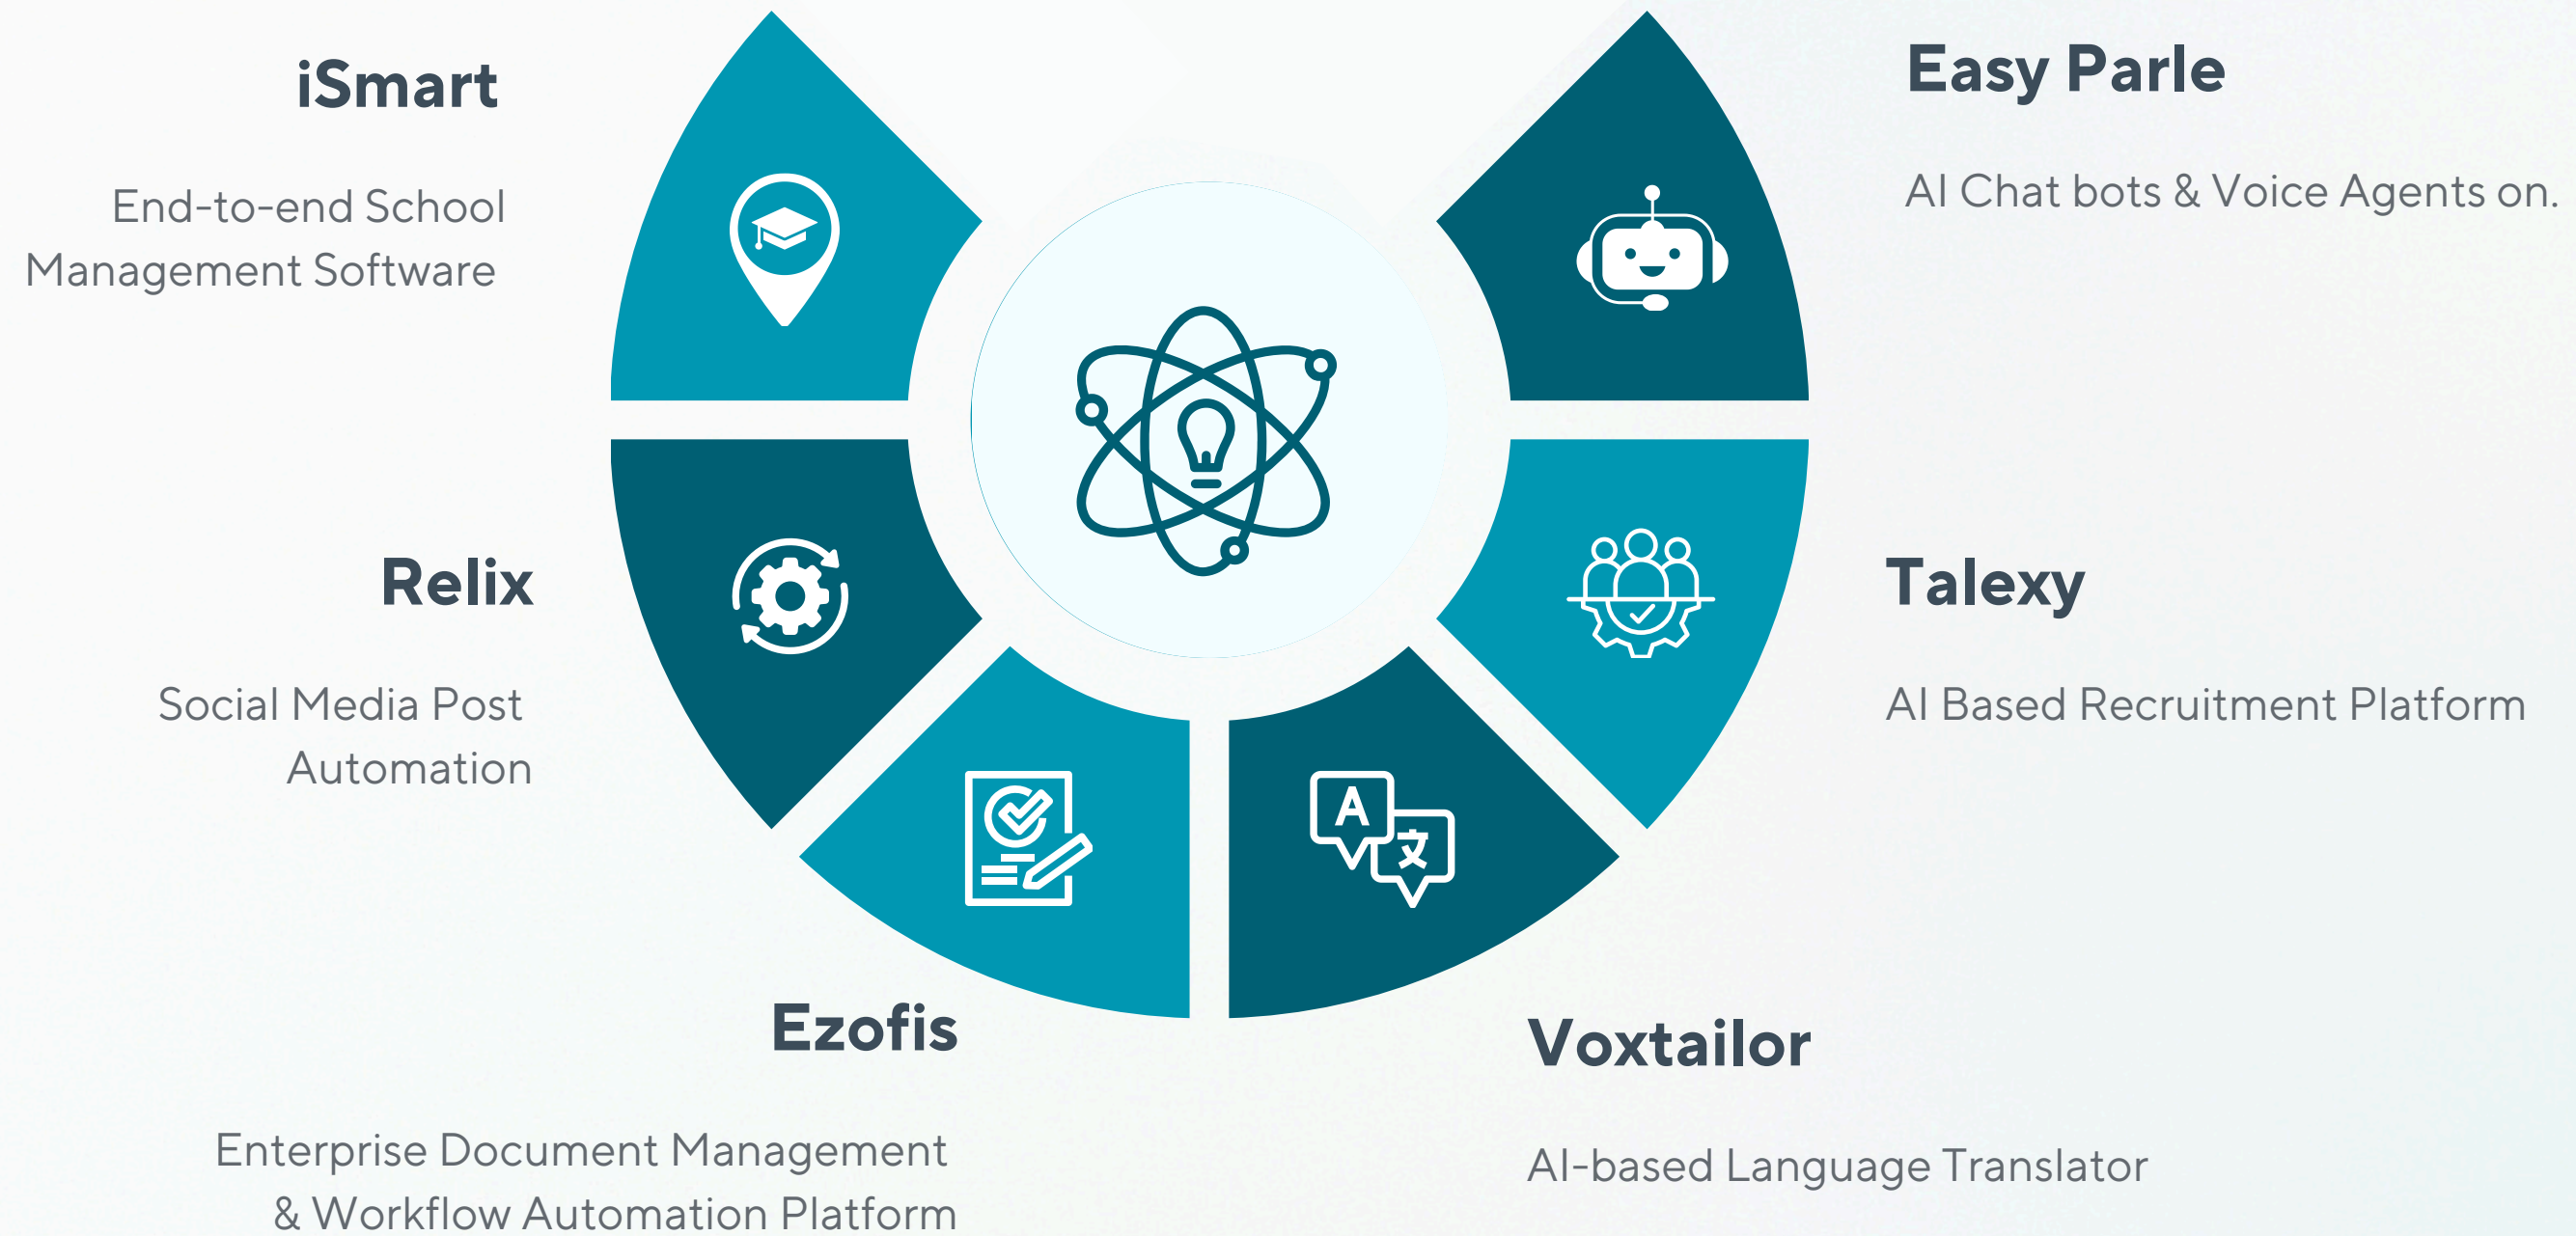 iSmart
End-to-end School
Management Software
Relix
Social Media Post
Automation
Ezofis
Enterprise Document Management
& Workflow Automation Platform
Easy Parle
AI Chat bots & Voice Agents on.
Talexy
AI Based Recruitment Platform
Voxtailor
AI-based Language Translator
A
文